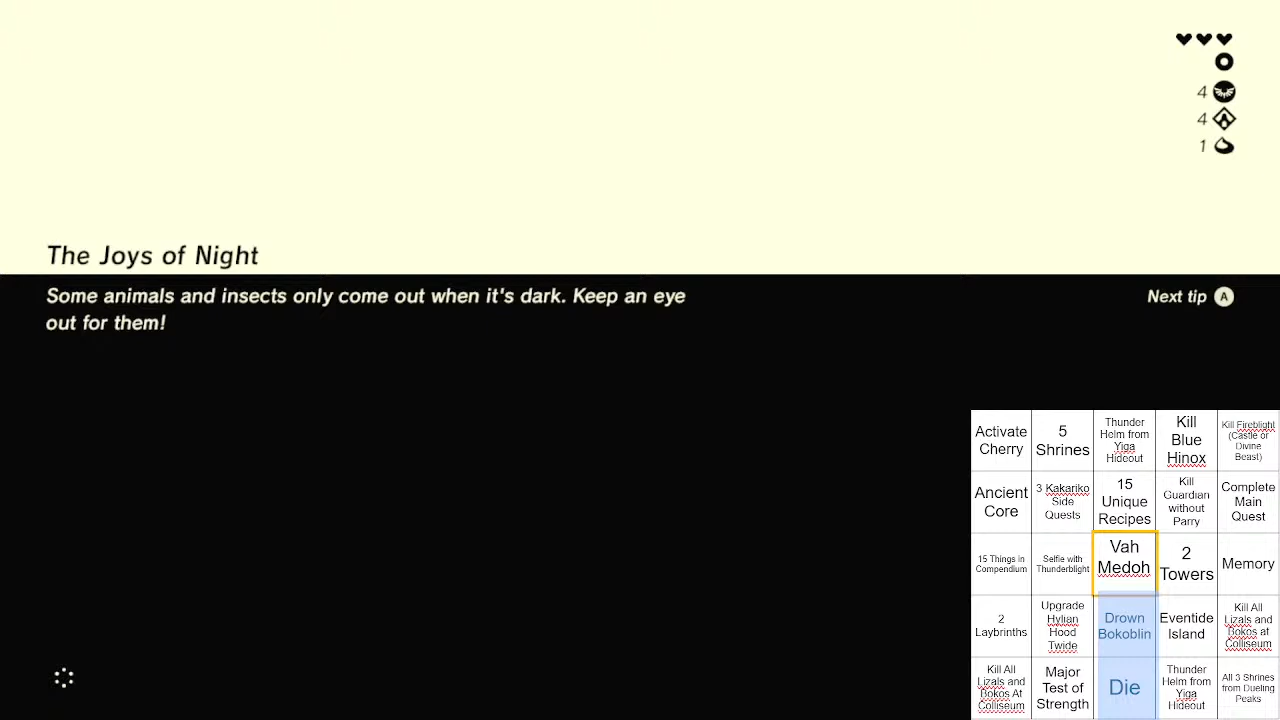 4
4
1
The Joys of Night
Some animals and insects only come out when it's dark. Keep an eye
out for them!
Next tip A
Activate
Cherry
5
Shrines
Thunder
Helm from
Yiga
Hideout
Kill
Blue
Hinox
Kill Fireblight
(Castle or
Divine
Beast)
Ancient
Core
3 Kakariko
Side
Quests
15
Unique
Recipes
Kill
Guardian
without
Parry
Complete
Main
Quest
15 Things in
Compendium
Selfie with
Thunderblight
Vah
Medoh
2
Towers
Memory
2
Laybrinths
Upgrade
Hylian
Hood
Twide
Drown
Bokoblin
Eventide
Island
Kill All
Lizals and
Bokos at
Colliseum
Kill All
Lizals and
Bokos At
Colliseum
Major
Test of
Strength
Die
Thunder
Helm from
Yiga
Hideout
All 3 Shrines
from Dueling
Peaks